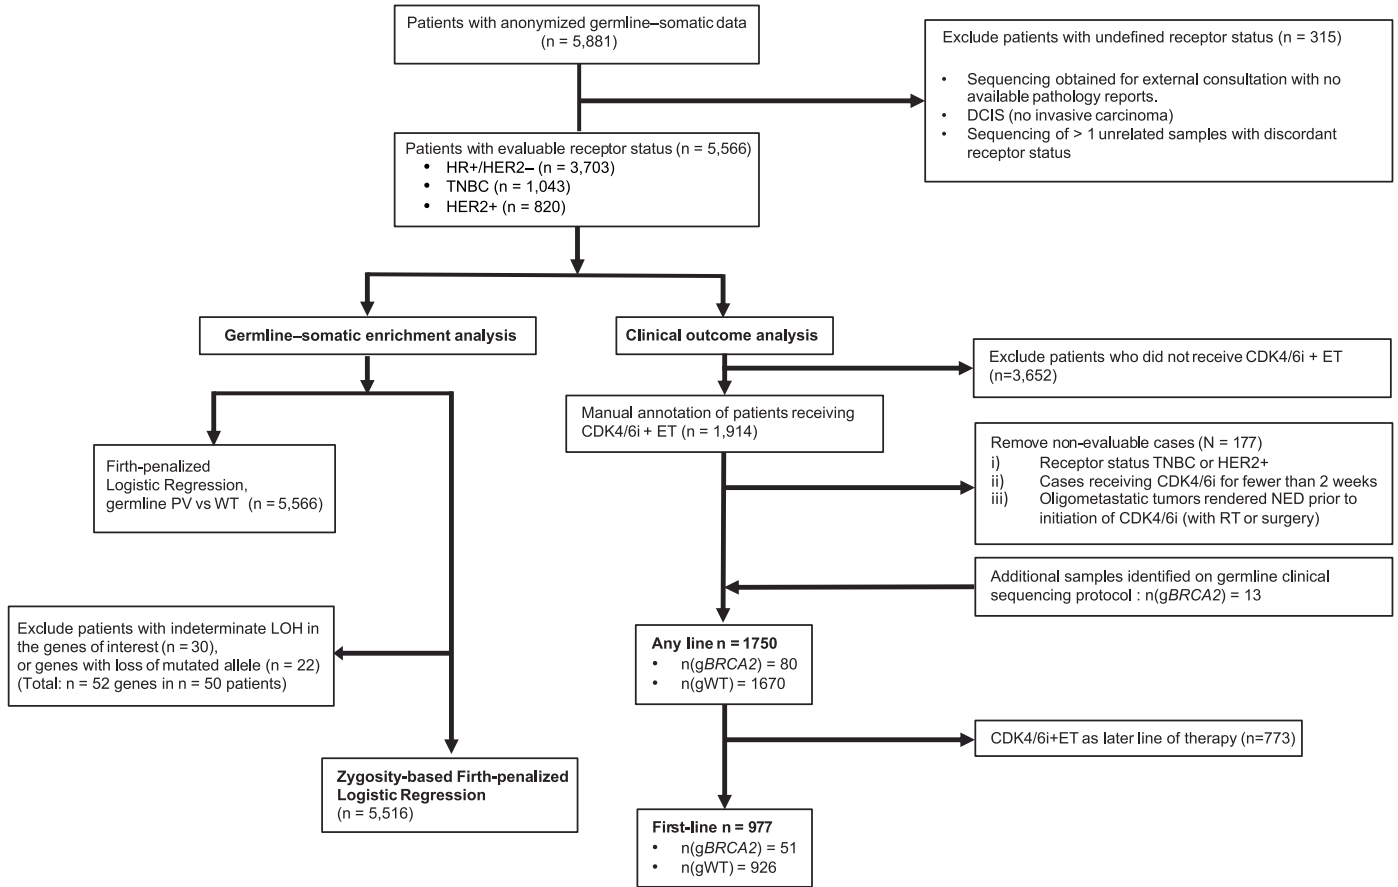 Patients with anonymized germline–somatic data
(n = 5,881)
Exclude patients with undefined receptor status (n = 315)
• Sequencing obtained for external consultation with no
available pathology reports.
• DCIS (no invasive carcinoma)
• Sequencing of > 1 unrelated samples with discordant
receptor status
Patients with evaluable receptor status (n = 5,566)
• HR+/HER2– (n = 3,703)
• TNBC (n = 1,043)
• HER2+ (n = 820)
Germline–somatic enrichment analysis
Clinical outcome analysis
Exclude patients who did not receive CDK4/6i + ET
(n=3,652)
Manual annotation of patients receiving
CDK4/6i + ET (n = 1,914)
Firth-penalized
Logistic Regression,
germline PV vs WT (n = 5,566)
Remove non-evaluable cases (N = 177)
i) Receptor status TNBC or HER2+
ii) Cases receiving CDK4/6i for fewer than 2 weeks
iii) Oligometastatic tumors rendered NED prior to
initiation of CDK4/6i (with RT or surgery)
Additional samples identified on germline clinical
sequencing protocol : n(gBRCA2) = 13
Exclude patients with indeterminate LOH in
the genes of interest (n = 30),
or genes with loss of mutated allele (n = 22)
(Total: n = 52 genes in n = 50 patients)
Any line n = 1750
• n(gBRCA2) = 80
• n(gWT) = 1670
CDK4/6i+ET as later line of therapy (n=773)
Zygosity-based Firth-penalized
Logistic Regression
(n = 5,516)
First-line n = 977
• n(gBRCA2) = 51
• n(gWT) = 926